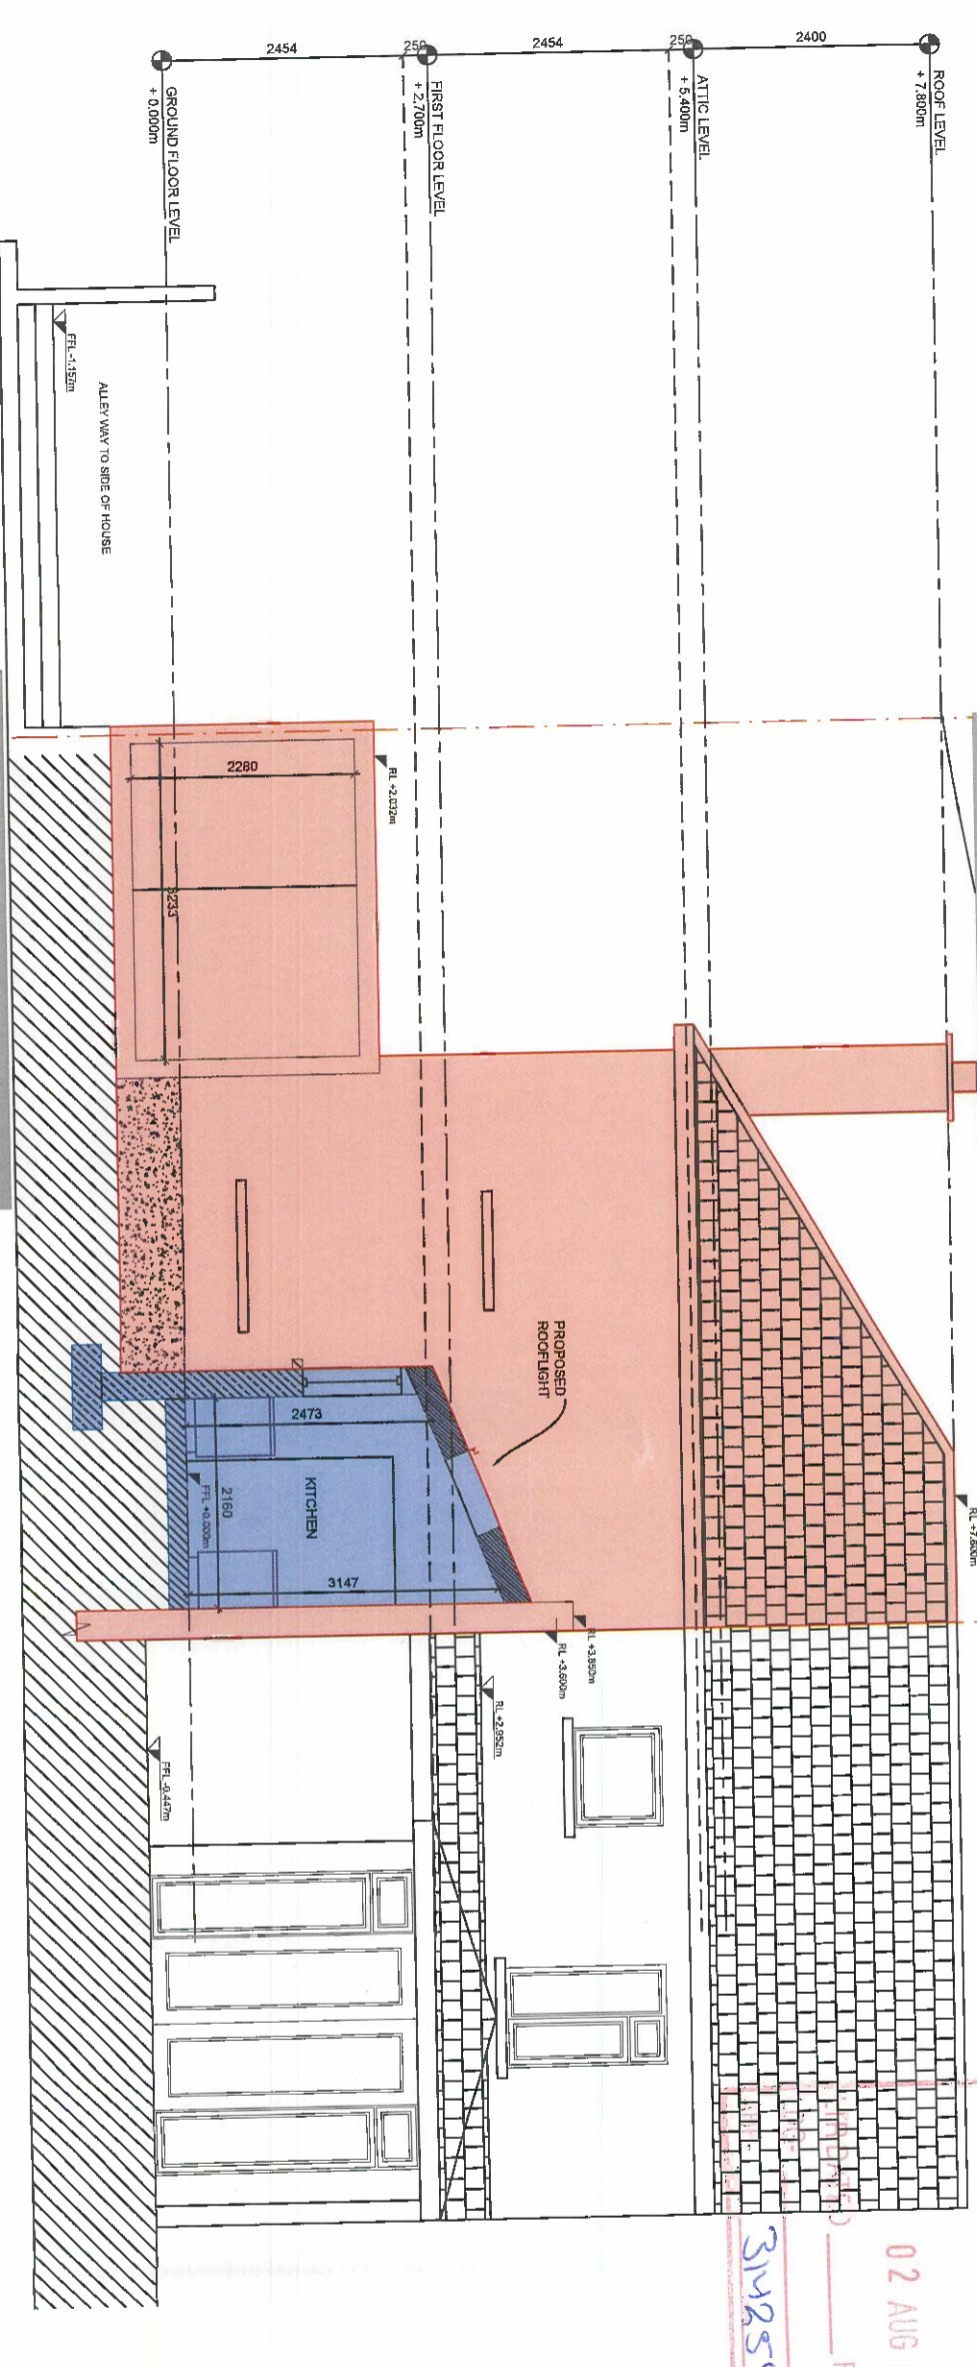 ROOF LEVEL
+ 7.800m
2400
ATTIC LEVEL
+ 5.400m
250
2454
FIRST FLOOR LEVEL
+ 2.700m
250
2454
GROUND FLOOR LEVEL
+ 0.000m
FFL -1.157m
ALLEY WAY TO SIDE OF HOUSE
RL +2.032m
2280
3233
PROPOSED
ROOFLIGHT
2473
KITCHEN
2160
FFL +0.000m
3147
RL +7.800m
RL +3.850m
RL +3.600m
RL +2.952m
FFL -0.447m
02 AUG